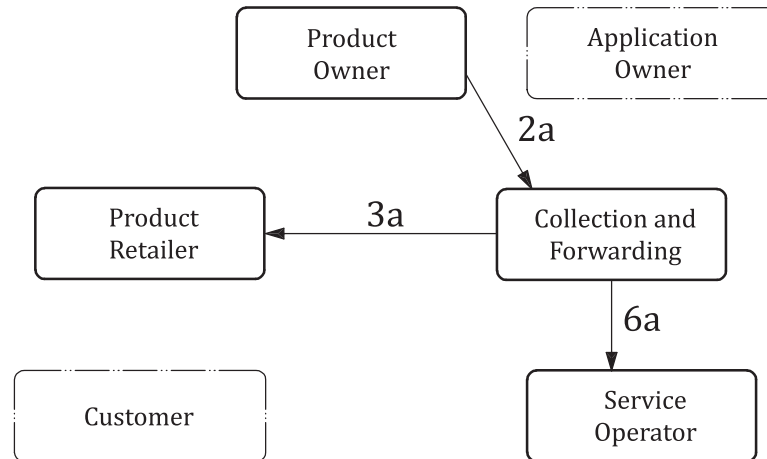 Product
Owner
Application
Owner
2a
Product
Retailer
3a
Collection and
Forwarding
6a
Customer
Service
Operator